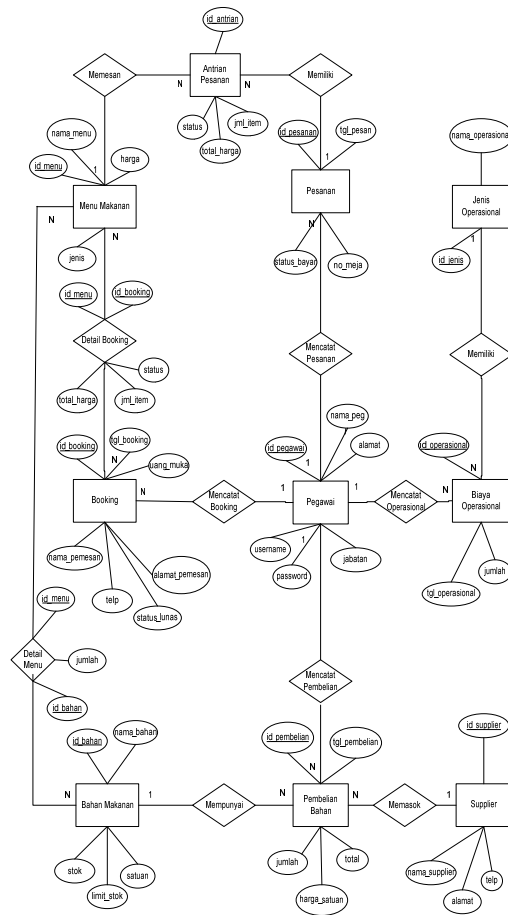 id_antrian
Memesan
N
Antrian
Pesanan
N
Memiliki
status
jml_item
total_harga
nama_menu
id_menu
harga
1
id_pesanan
tgl_pesan
1
nama_operasional
Menu Makanan
N
N
jenis
Pesanan
N
status_bayar
no_meja
Jenis
Operasional
1
id_jenis
id_menu
id_booking
Detail Booking
status
total_harga
jml_item
Mencatat
Pesanan
Memiliki
id_booking
tgl_booking
N
uang_muka
nama_peg
id_pegawai
alamat
1
id_operasional
N
Booking
N
Mencatat
Booking
1
Pegawai
1
Mencatat
Operasional
N
Biaya
Operasional
nama_pemesan
telp
alamat_pemesan
status_lunas
username
1
password
jabatan
tgl_operasional
jumlah
id_menu
Detail
Menu
jumlah
id_bahan
Mencatat
Pembelian
id_bahan
nama_bahan
id_pembelian
tgl_pembelian
N
id_supplier
N
Bahan Makanan
1
Mempunyai
N
Pembelian
Bahan
N
Memasok
1
Supplier
stok
limit_stok
satuan
jumlah
harga_satuan
total
nama_supplier
alamat
telp